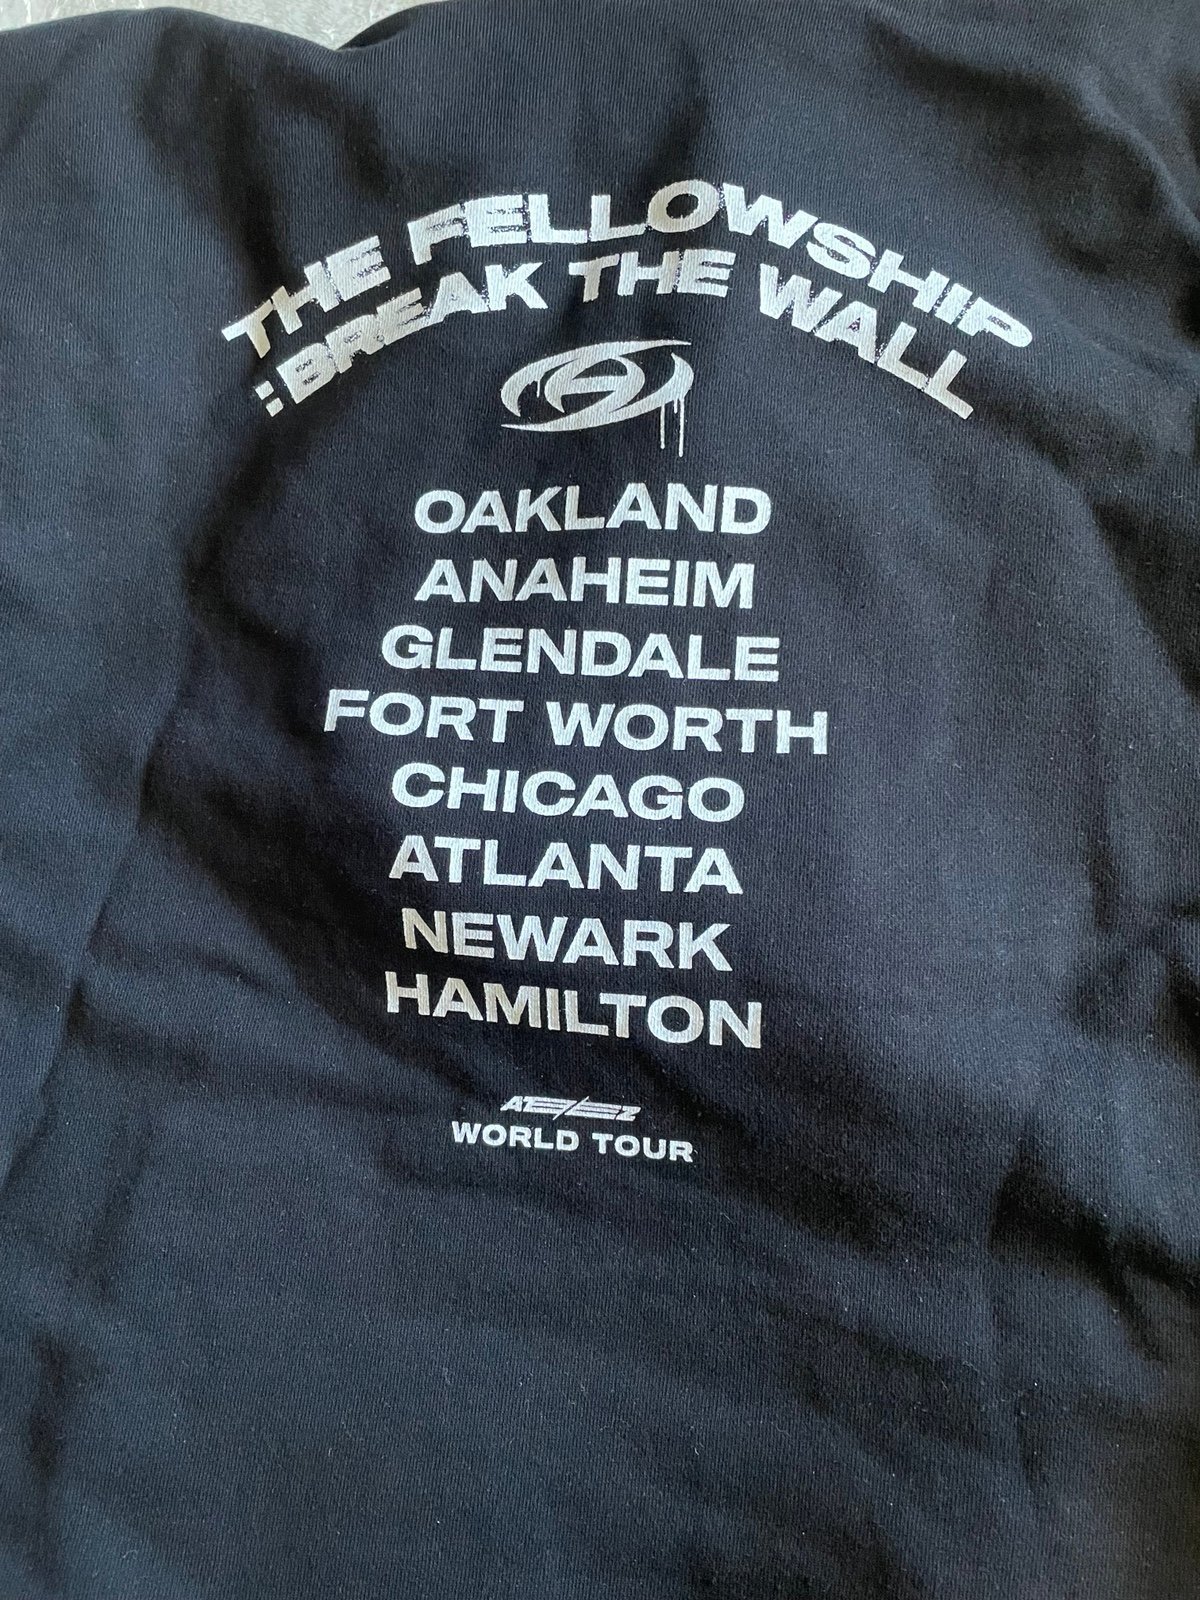 THE FELLOWSHIP
: BREAK THE WALL
OAKLAND
ANAHEIM
GLENDALE
FORT WORTH
CHICAGO
ATLANTA
NEWARK
HAMILTON
ATEEZ
WORLD TOUR